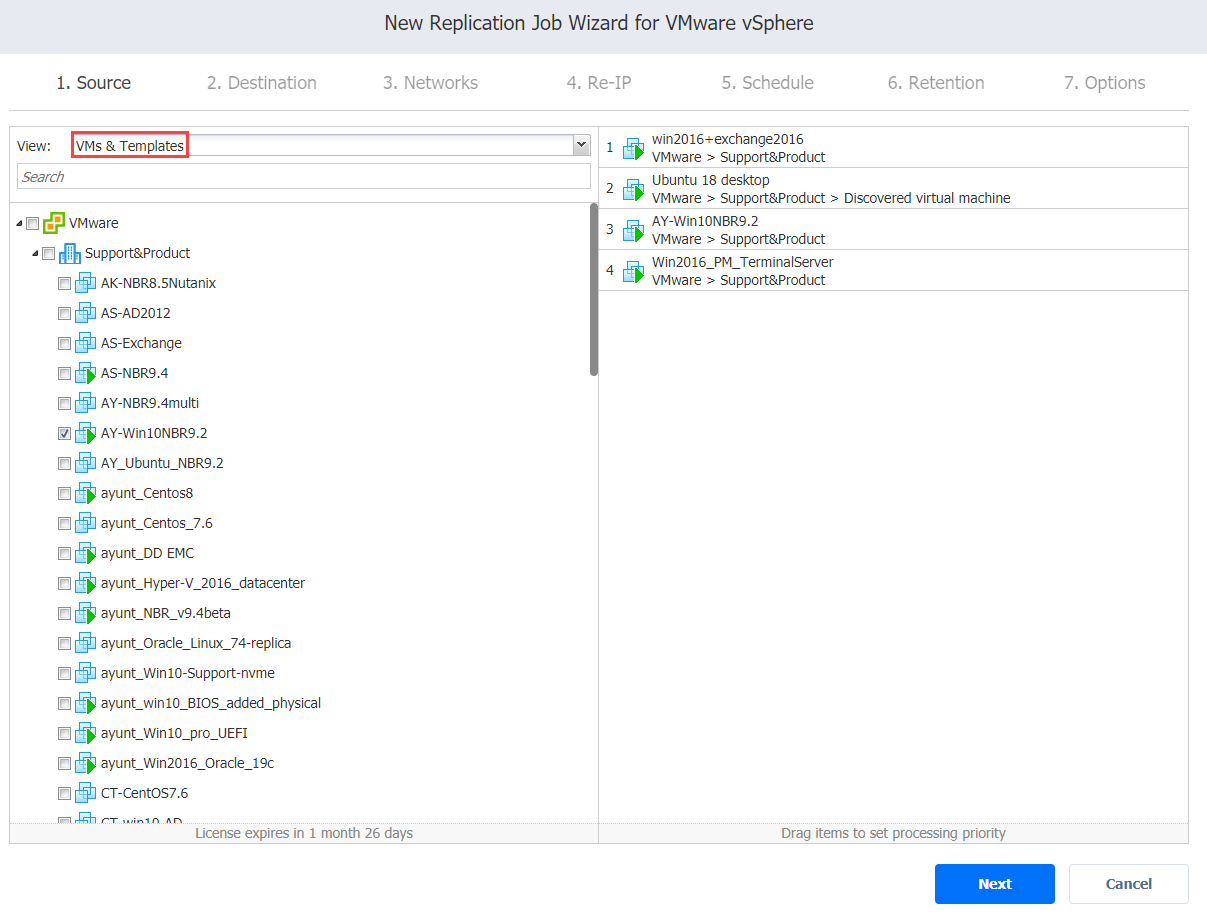 New Replication Job Wizard for VMware vSphere
1. Source 2. Destination 3. Networks 4. Re-IP 5. Schedule 6. Retention 7. Options
View: VMs & Templates
Search
VMware
Support&Product
AK-NBR8.5Nutanix
AS-AD2012
AS-Exchange
AS-NBR9.4
AY-NBR9.4multi
AY-Win10NBR9.2
AY_Ubuntu_NBR9.2
ayunt_Centos8
ayunt_Centos_7.6
ayunt_DD EMC
ayunt_Hyper-V_2016_datacenter
ayunt_NBR_v9.4beta
ayunt_Oracle_Linux_74-replica
ayunt_Win10-Support-nvme
ayunt_win10_BIOS_added_physical
ayunt_Win10_pro_UEFI
ayunt_Win2016_Oracle_19c
CT-CentOS7.6
CT-win10-AD
License expires in 1 month 26 days
1 win2016+exchange2016
VMware > Support&Product
2 Ubuntu 18 desktop
VMware > Support&Product > Discovered virtual machine
3 AY-Win10NBR9.2
VMware > Support&Product
4 Win2016_PM_TerminalServer
VMware > Support&Product
Drag items to set processing priority
Next Cancel